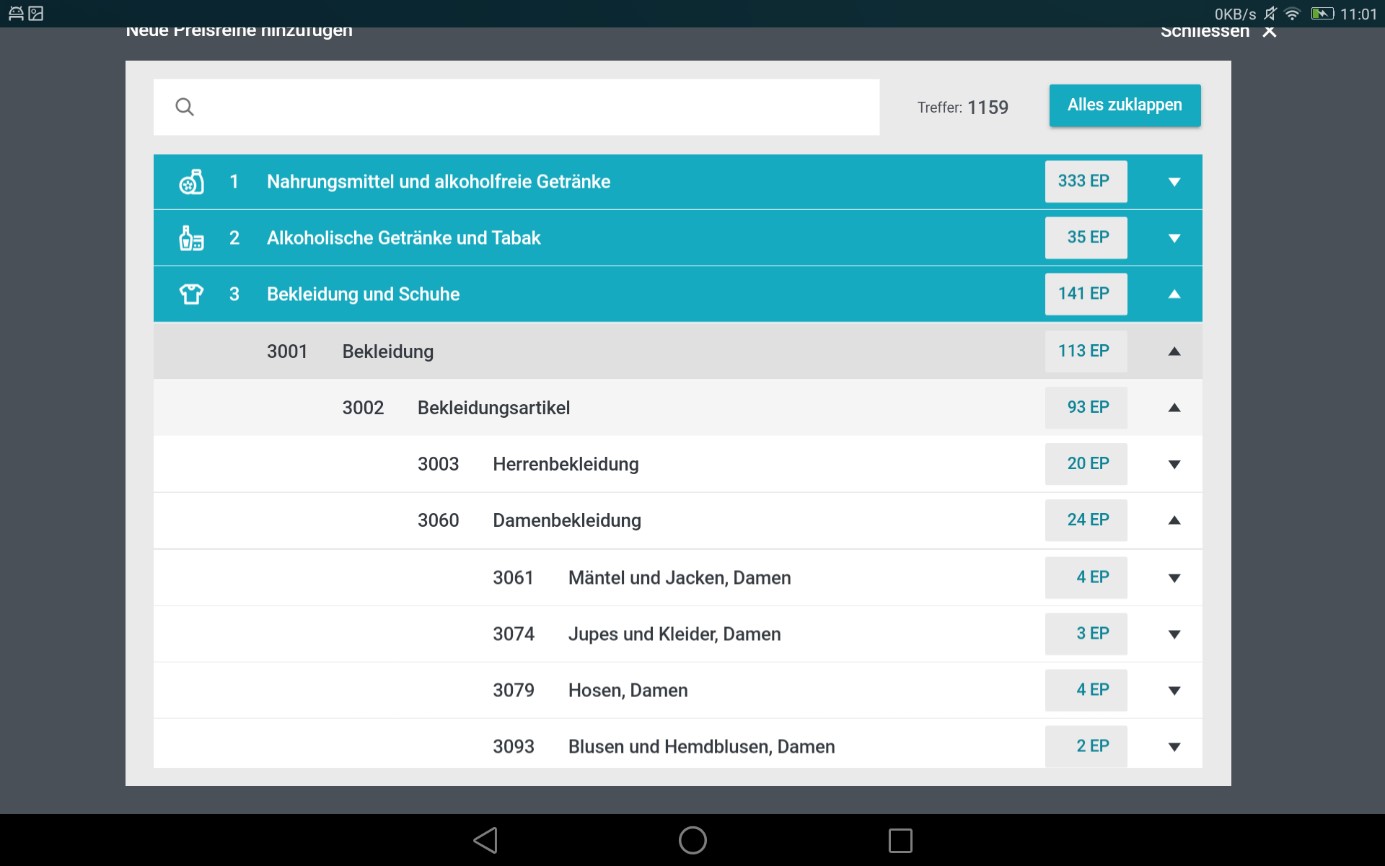 0KB/s 11:01
Neue Preisreihe hinzufügen Schliessen
Treffer: 1159 Alles zuklappen
1 Nahrungsmittel und alkoholfreie Getränke 333 EP
2 Alkoholische Getränke und Tabak 35 EP
3 Bekleidung und Schuhe 141 EP
3001 Bekleidung 113 EP
3002 Bekleidungsartikel 93 EP
3003 Herrenbekleidung 20 EP
3060 Damenbekleidung 24 EP
3061 Mäntel und Jacken, Damen 4 EP
3074 Jupes und Kleider, Damen 3 EP
3079 Hosen, Damen 4 EP
3093 Blusen und Hemdblusen, Damen 2 EP